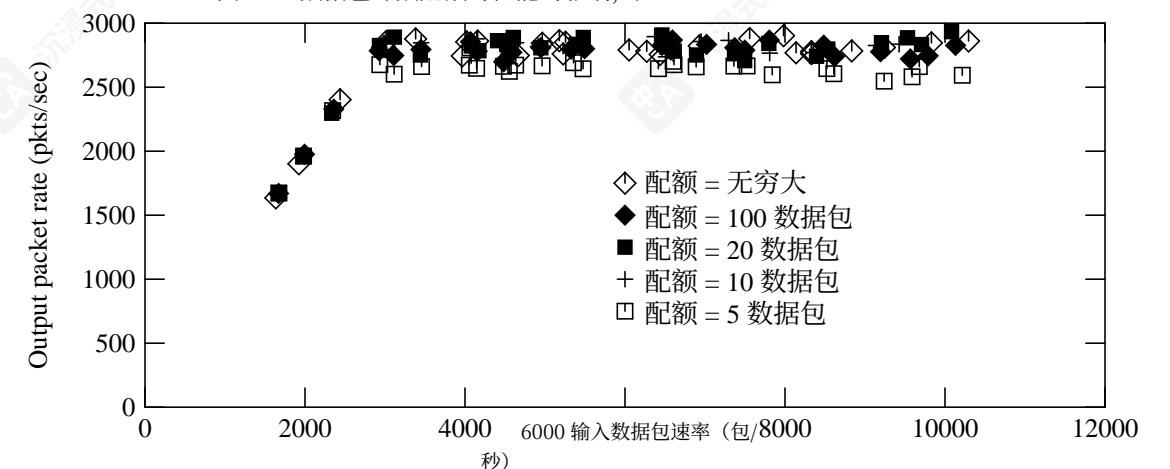 3000
2500
2000
1500
1000
500
0
Output packet rate (pkts/sec)
配额 = 无穷大
配额 = 100 数据包
配额 = 20 数据包
配额 = 10 数据包
配额 = 5 数据包
0 2000 4000 6000 输入数据包速率（包/ 8000 10000 12000
秒）